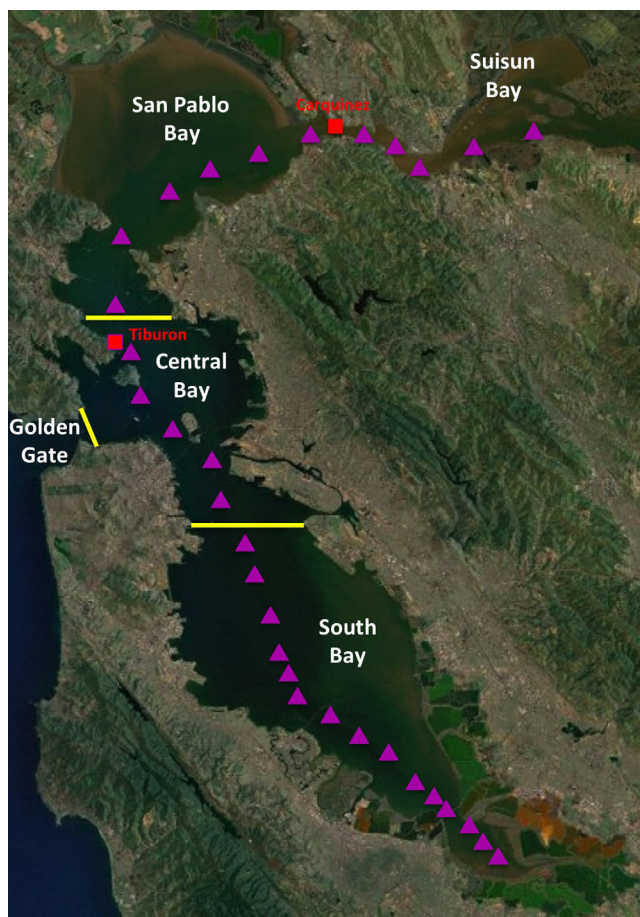 Suisun
Bay
San Pablo
Bay
Carquinez
Tiburon
Central
Bay
Golden
Gate
South
Bay